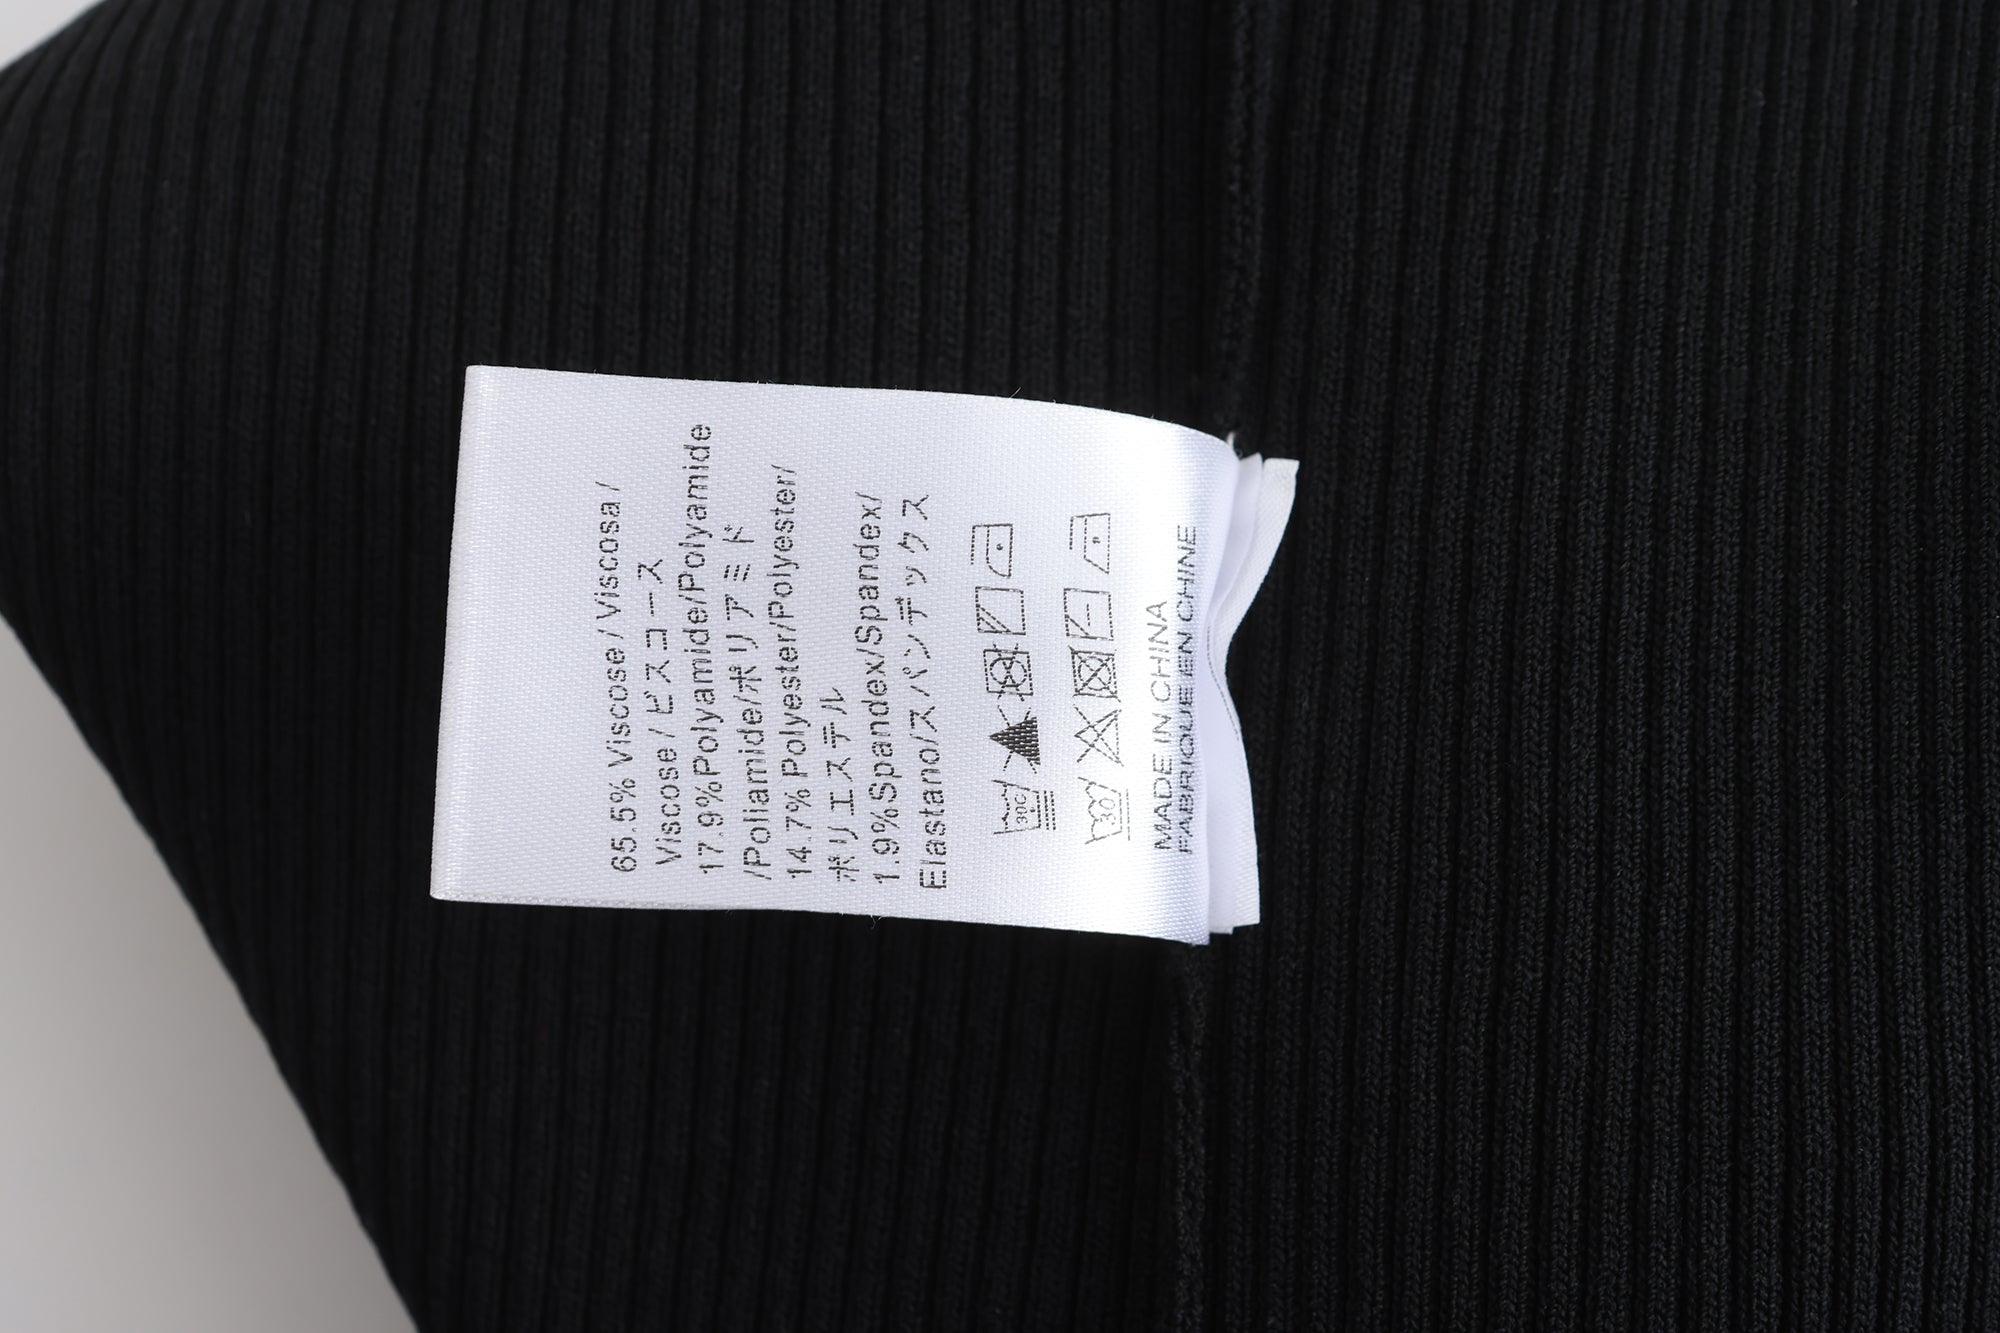 65.5% Viscose / Viscosa /
Viscose / ビスコース
17.9%Polyamide/Polyamide
/Poliamide/ポリアミド
14.7% Polyester/Polyester/
ポリエステル
1.9%Spandex/Spandex/
Elastano/スパンデックス
30C
30
MADE IN CHINA
FABRIQUE EN CHINE